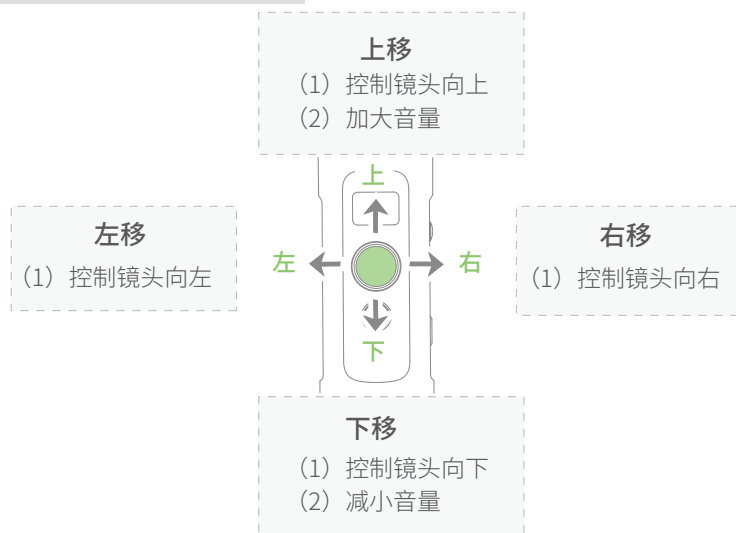 上移
（1）控制镜头向上
（2）加大音量
上
左移
（1）控制镜头向左
左
右
右移
（1）控制镜头向右
下
下移
（1）控制镜头向下
（2）减小音量